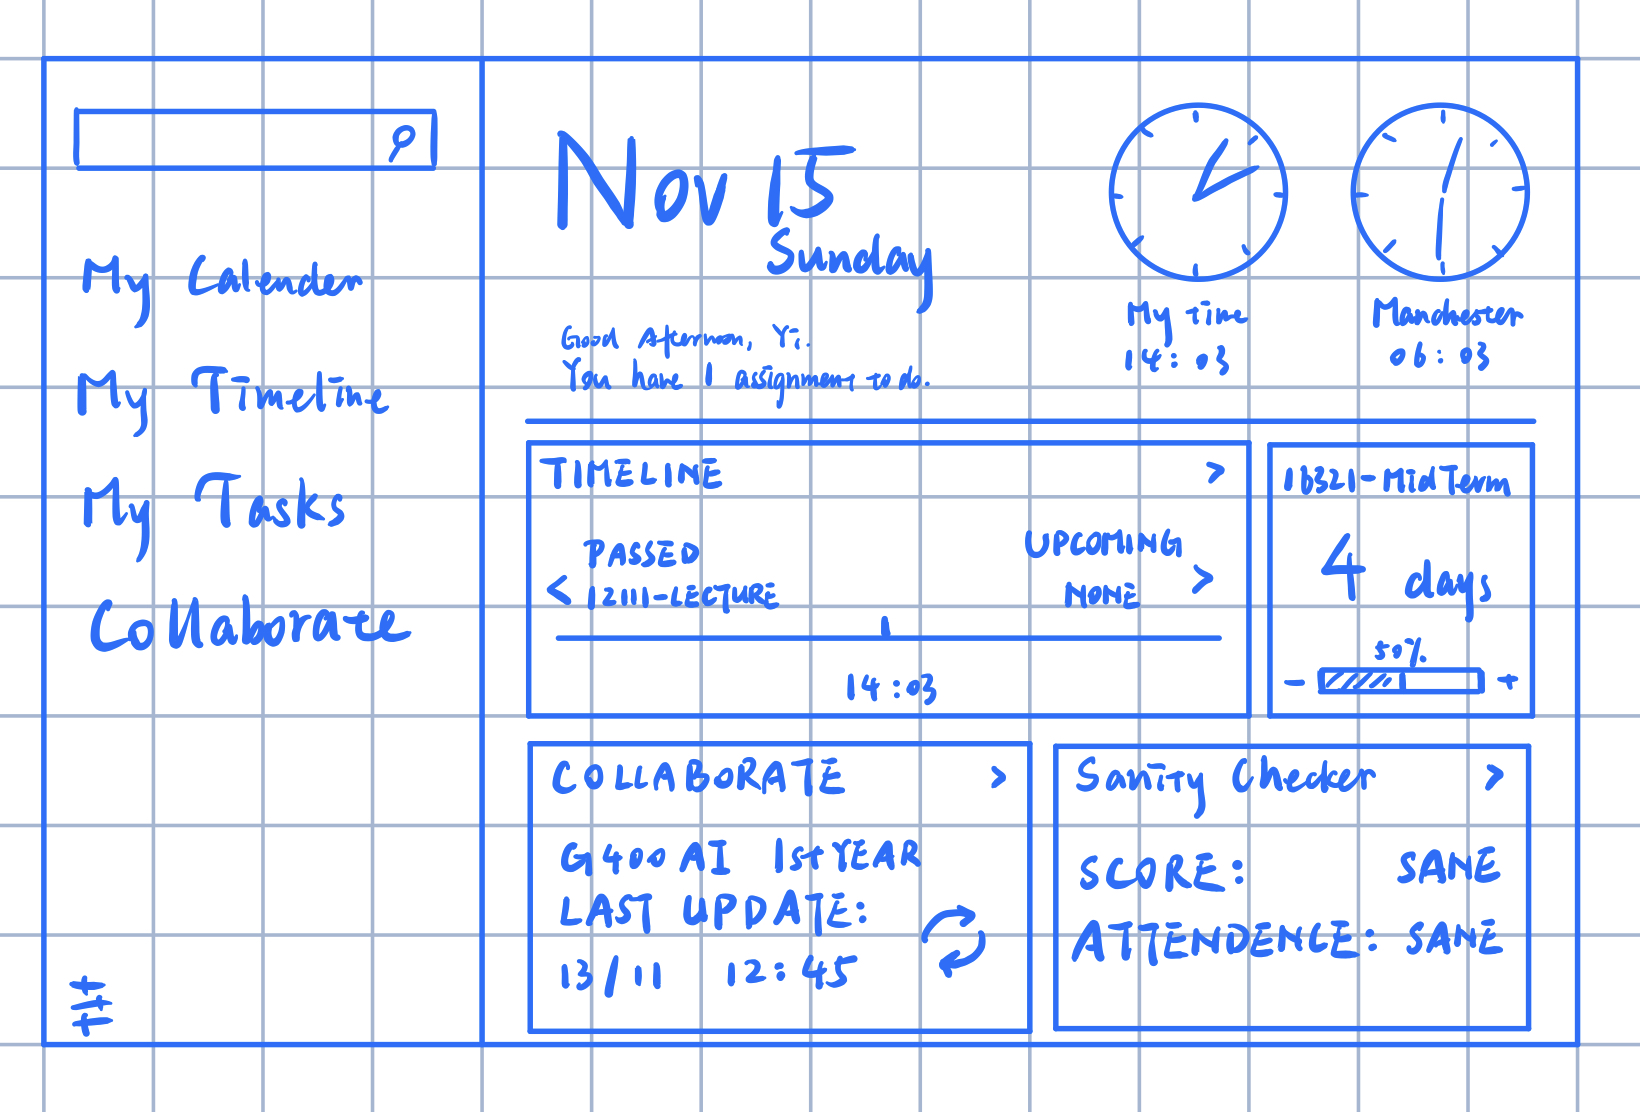 My Calender
My Timeline
My Tasks
Collaborate
Nov 15
Sunday
Good Afternoon, Yi.
You have 1 assignment to do.
My Time
14:03
Manchester
06:03
TIMELINE >
PASSED
< 12111-LECTURE
UPCOMING
NONE >
14:03
16321-MidTerm
4 days
50%
- +
COLLABORATE >
G400 AI 1st YEAR
LAST UPDATE:
13/11 12:45
Sanity Checker >
SCORE: SANE
ATTENDENCE: SANE